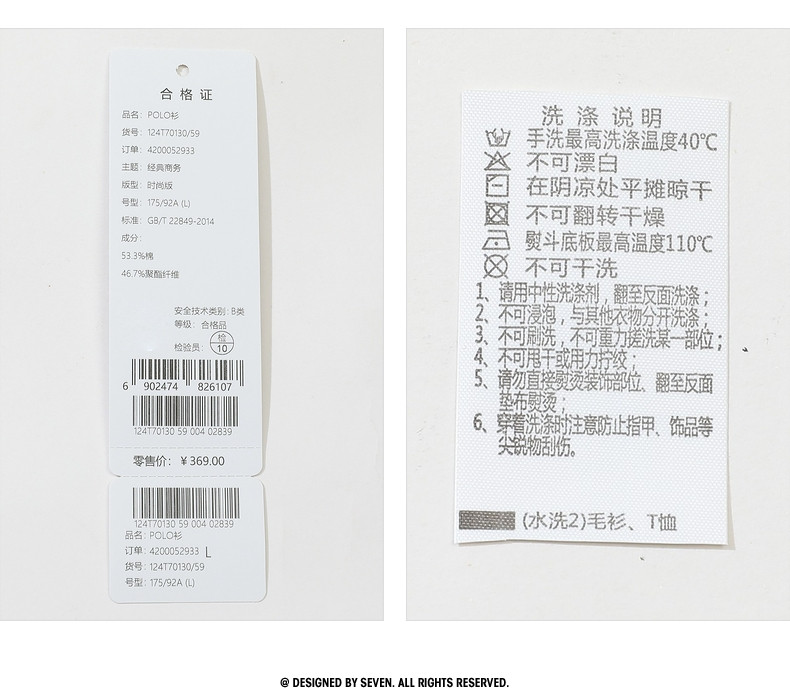 合格证
品名：POLO衫
货号：124T70130/59
订单：4200052933
主题：经典商务
版型：时尚版
号型：175/92A (L)
标准：GB/T 22849-2014
成分：
53.3%棉
46.7%聚酯纤维
安全技术类别：B类
等级：合格品
检验员：检 10
6 902474 826107
124T70130 59 004 02839
零售价：￥369.00
124T70130 59 004 02839
品名：POLO衫
订单：4200052933 L
货号：124T70130/59
号型：175/92A (L)
洗涤说明
手洗最高洗涤温度40℃
不可漂白
在阴凉处平摊晾干
不可翻转干燥
熨斗底板最高温度110℃
不可干洗
1、请用中性洗涤剂，翻至反面洗涤；
2、不可浸泡，与其他衣物分开洗涤；
3、不可刷洗，不可重力搓洗某一部位；
4、不可甩干或用力拧绞；
5、请勿直接熨烫装饰部位、翻至反面
垫布熨烫；
6、穿着洗涤时注意防止指甲、饰品等
尖锐物刮伤。
(水洗2)毛衫、T恤
@ DESIGNED BY SEVEN. ALL RIGHTS RESERVED.